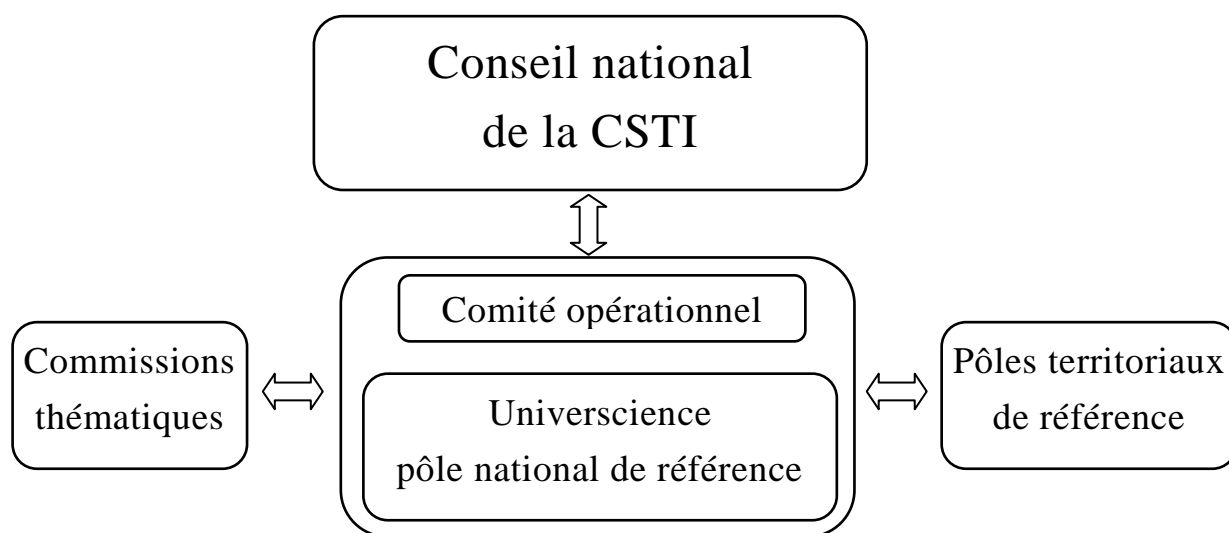 Conseil national
de la CSTI
Comité opérationnel
Commissions
thématiques
Universcience
pôle national de référence
Pôles territoriaux
de référence